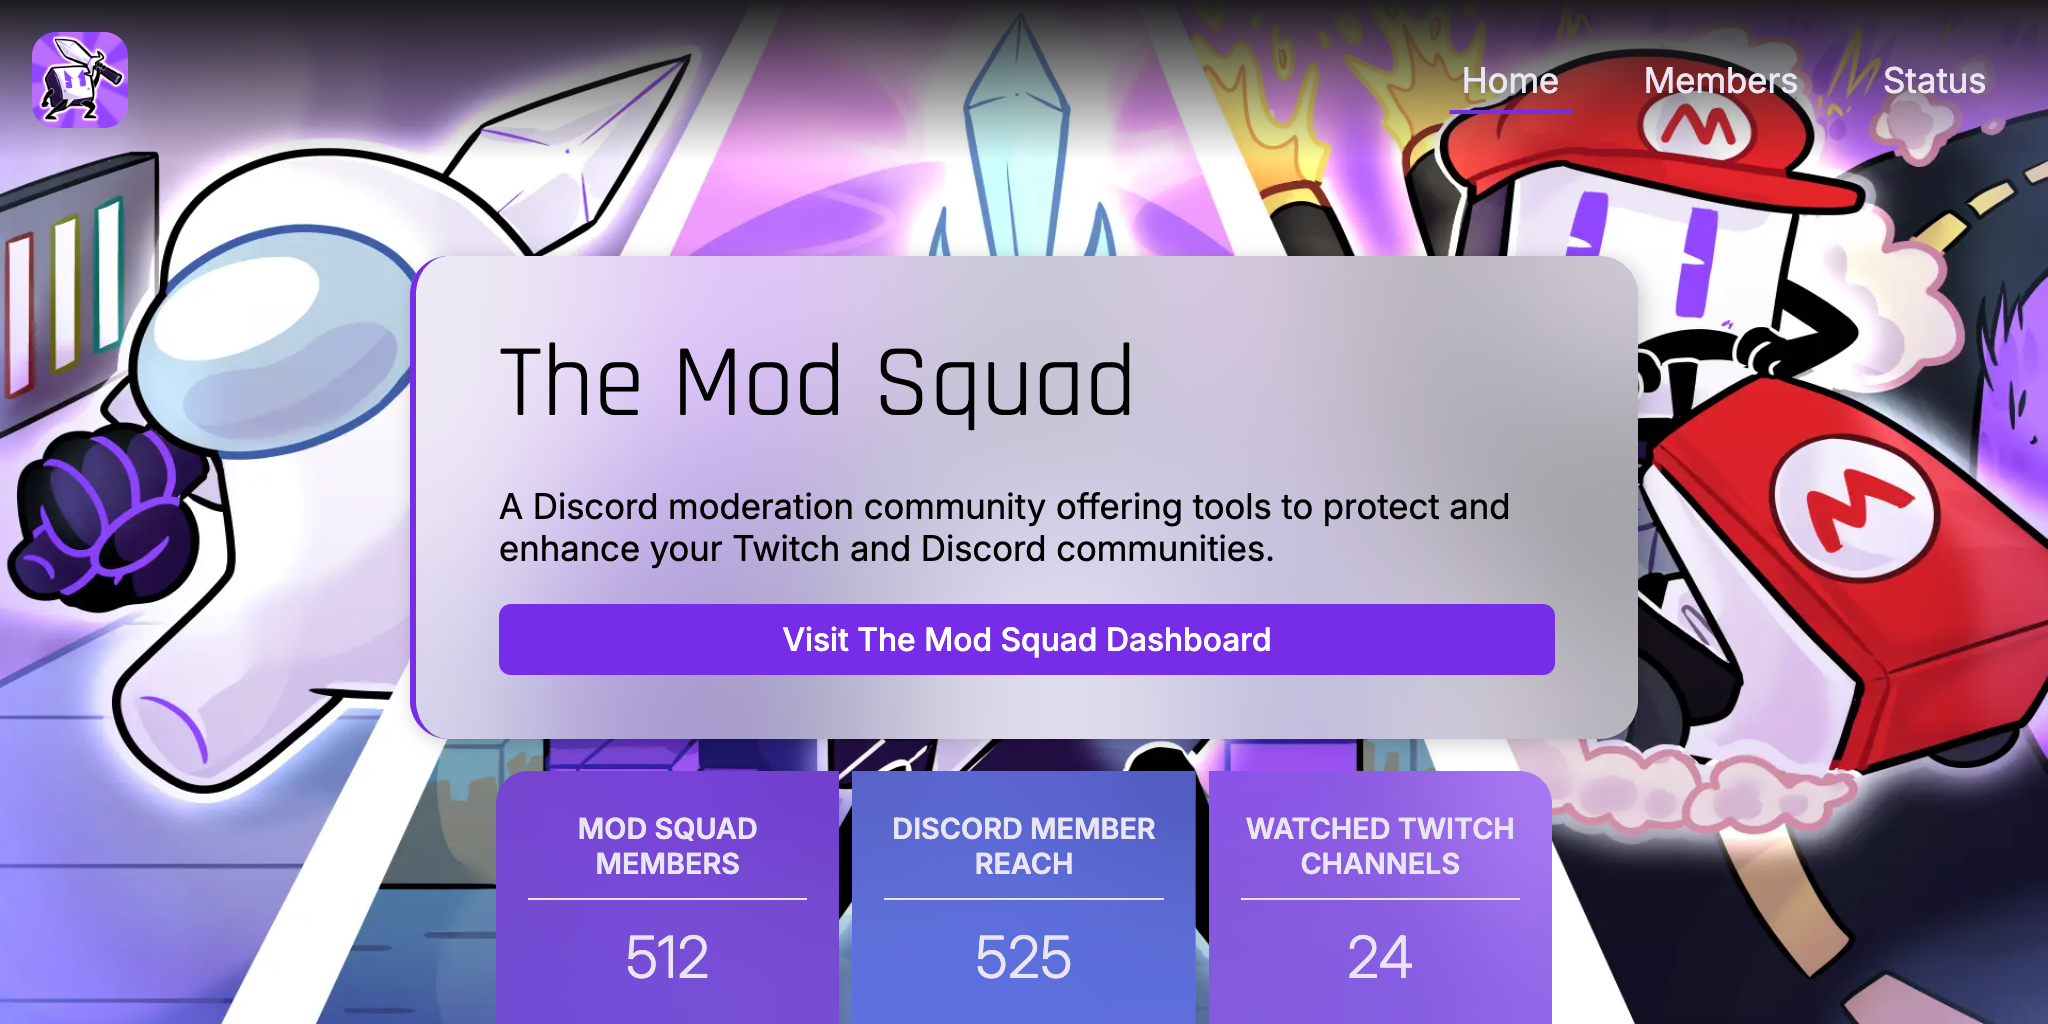 Home Members Status
M
The Mod Squad
A Discord moderation community offering tools to protect and
enhance your Twitch and Discord communities.
M
Visit The Mod Squad Dashboard
MOD SQUAD
MEMBERS
512
DISCORD MEMBER
REACH
525
WATCHED TWITCH
CHANNELS
24